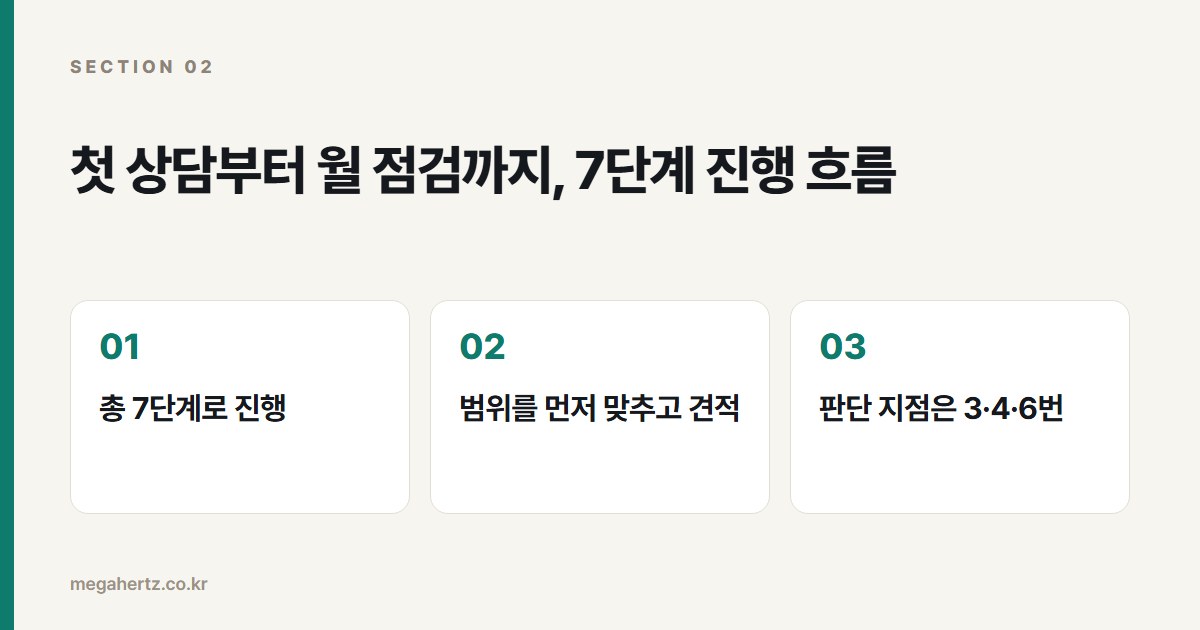 SECTION 02
첫 상담부터 월 점검까지, 7단계 진행 흐름
01
총 7단계로 진행
02
범위를 먼저 맞추고 견적
03
판단 지점은 3·4·6번
megahertz.co.kr